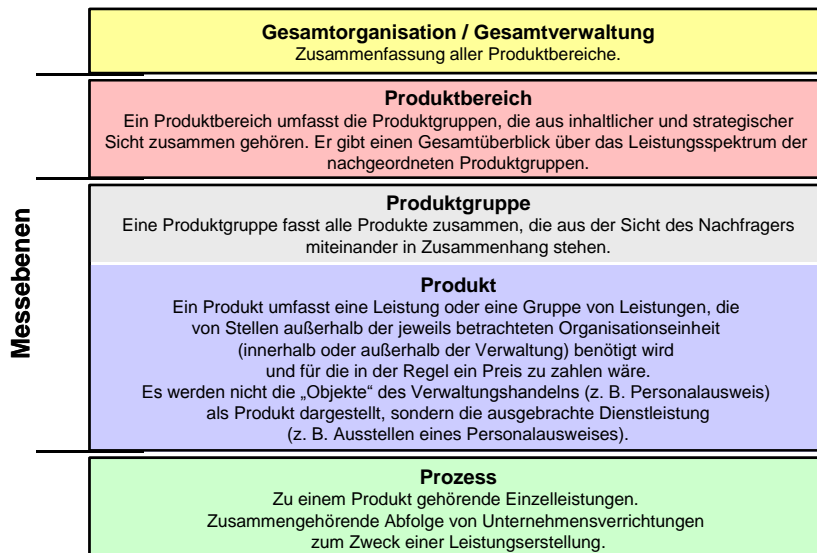 Gesamtorganisation / Gesamtverwaltung
Zusammenfassung aller Produktbereiche.
Produktbereich
Ein Produktbereich umfasst die Produktgruppen, die aus inhaltlicher und strategischer
Sicht zusammen gehören. Er gibt einen Gesamtüberblick über das Leistungsspektrum der
nachgeordneten Produktgruppen.
Messebenen
Produktgruppe
Eine Produktgruppe fasst alle Produkte zusammen, die aus der Sicht des Nachfragers
miteinander in Zusammenhang stehen.
Produkt
Ein Produkt umfasst eine Leistung oder eine Gruppe von Leistungen, die
von Stellen außerhalb der jeweils betrachteten Organisationseinheit
(innerhalb oder außerhalb der Verwaltung) benötigt wird
und für die in der Regel ein Preis zu zahlen wäre.
Es werden nicht die „Objekte“ des Verwaltungshandelns (z. B. Personalausweis)
als Produkt dargestellt, sondern die ausgebrachte Dienstleistung
(z. B. Ausstellen eines Personalausweises).
Prozess
Zu einem Produkt gehörende Einzelleistungen.
Zusammengehörende Abfolge von Unternehmensverrichtungen
zum Zweck einer Leistungserstellung.